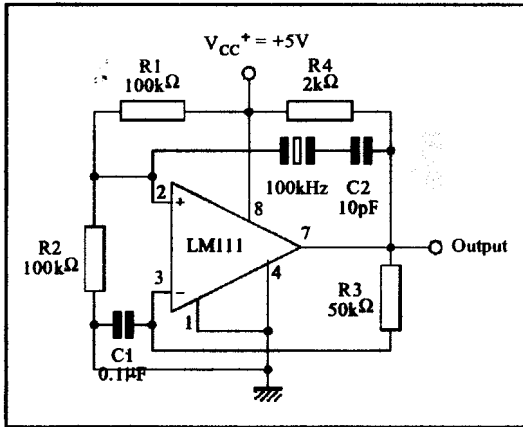 V_CC^+ = +5V
R1
100kΩ
R4
2kΩ
100kHz
C2
10pF
2
+
8
LM111
7
Output
R2
100kΩ
3
−
4
1
R3
50kΩ
C1
0.1µF